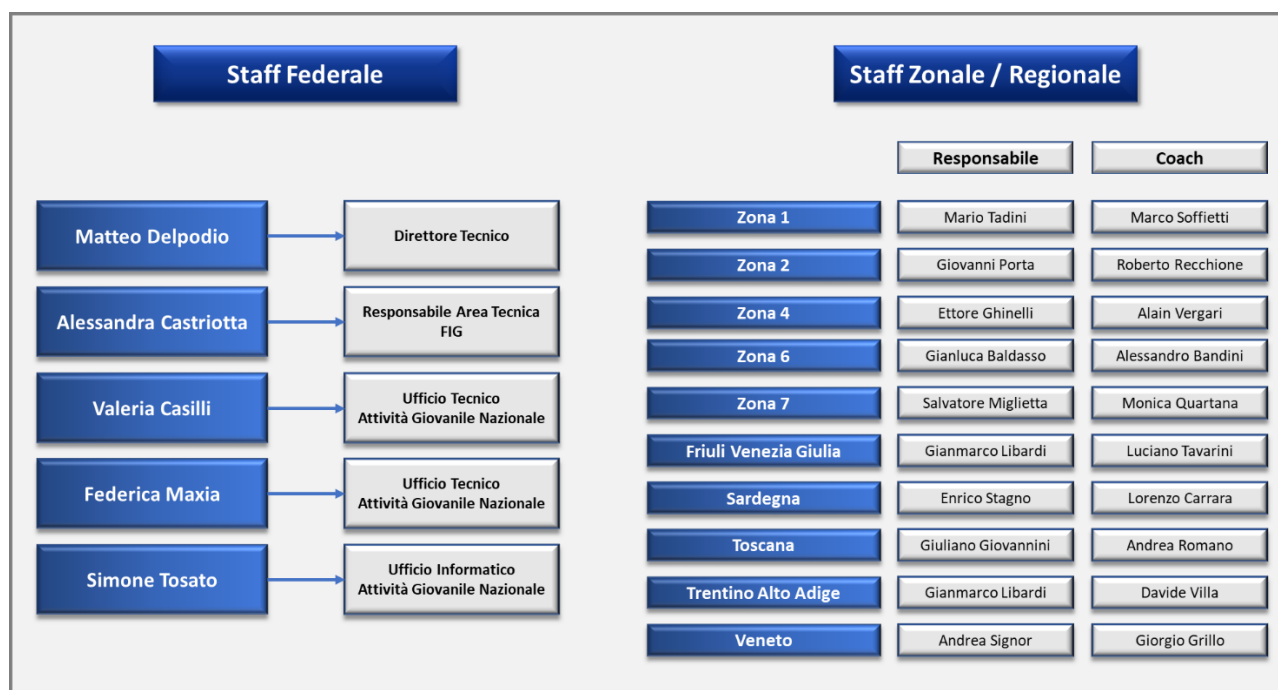 Staff Federale
Matteo Delpodio
Direttore Tecnico
Alessandra Castriotta
Responsabile Area Tecnica
FIG
Valeria Casilli
Ufficio Tecnico
Attività Giovanile Nazionale
Federica Maxia
Ufficio Tecnico
Attività Giovanile Nazionale
Simone Tosato
Ufficio Informatico
Attività Giovanile Nazionale
Staff Zonale / Regionale
Responsabile Coach
Zona 1 Mario Tadini Marco Soffietti
Zona 2 Giovanni Porta Roberto Recchione
Zona 4 Ettore Ghinelli Alain Vergari
Zona 6 Gianluca Baldasso Alessandro Bandini
Zona 7 Salvatore Miglietta Monica Quartana
Friuli Venezia Giulia Gianmarco Libardi Luciano Tavarini
Sardegna Enrico Stagno Lorenzo Carrara
Toscana Giuliano Giovannini Andrea Romano
Trentino Alto Adige Gianmarco Libardi Davide Villa
Veneto Andrea Signor Giorgio Grillo